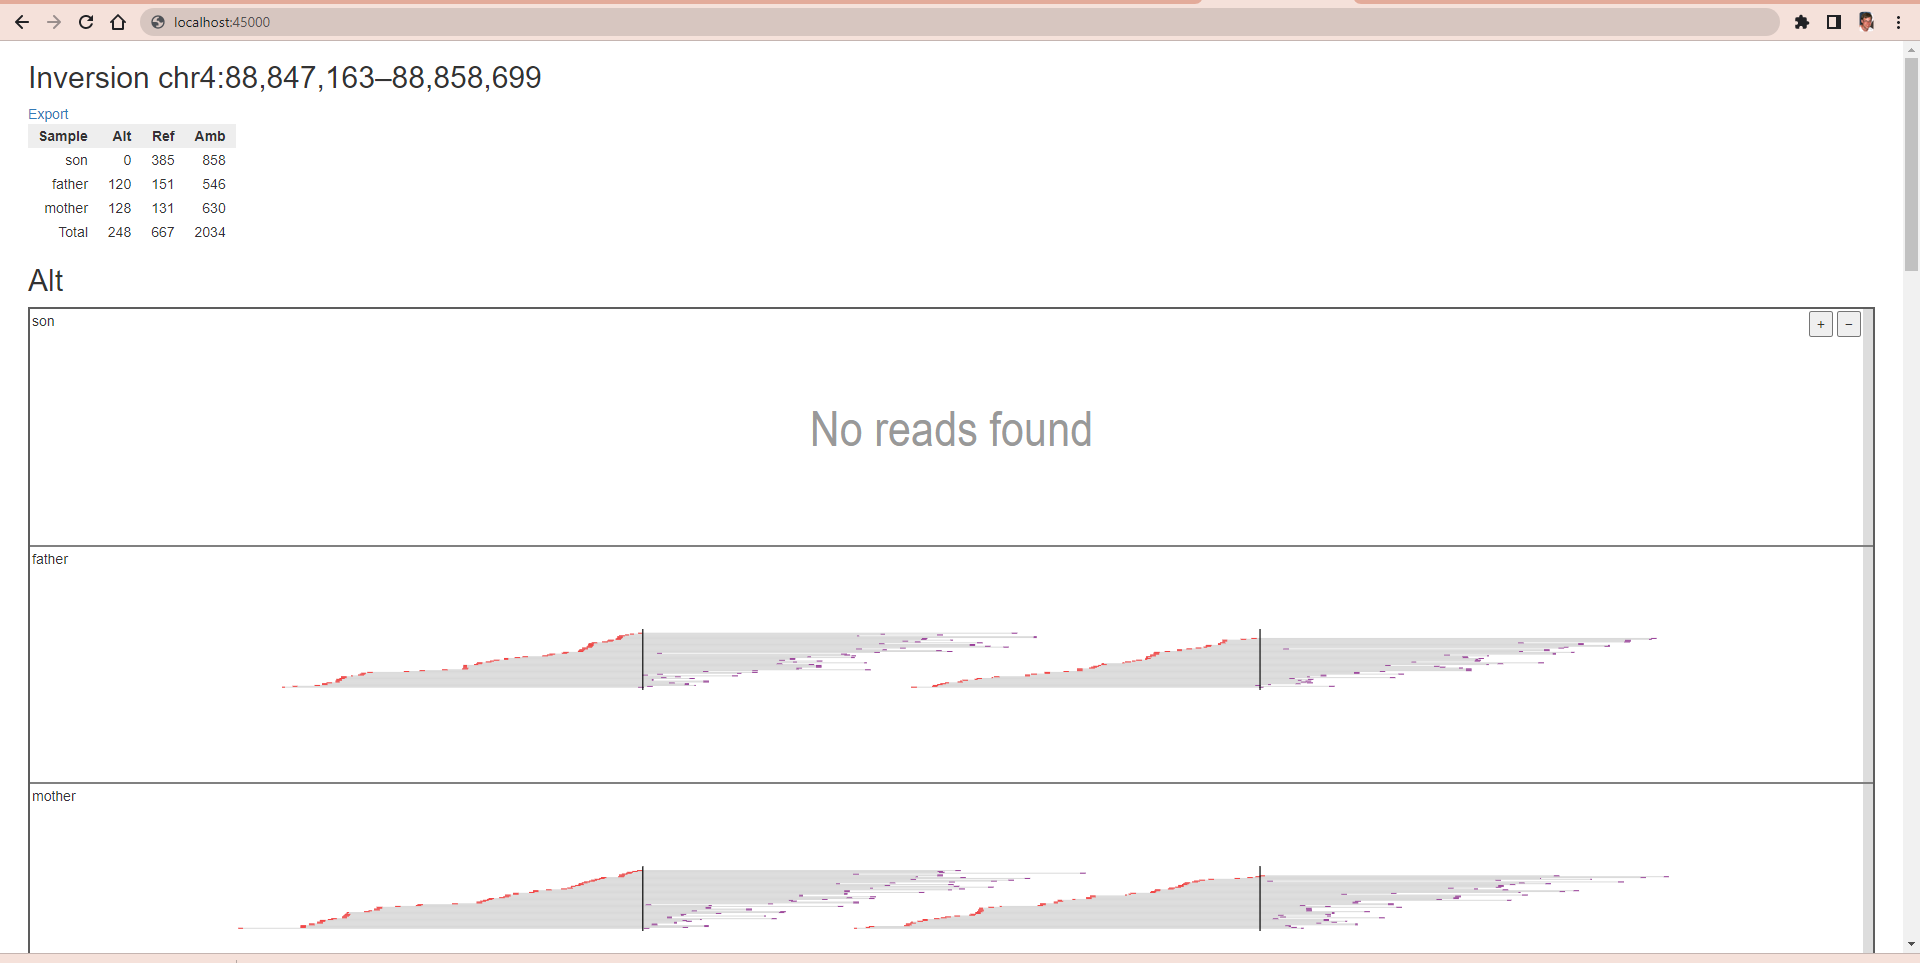 localhost:45000
Inversion chr4:88,847,163–88,858,699
Export
Sample Alt Ref Amb
son 0 385 858
father 120 151 546
mother 128 131 630
Total 248 667 2034
Alt
son
+ −
No reads found
father
mother